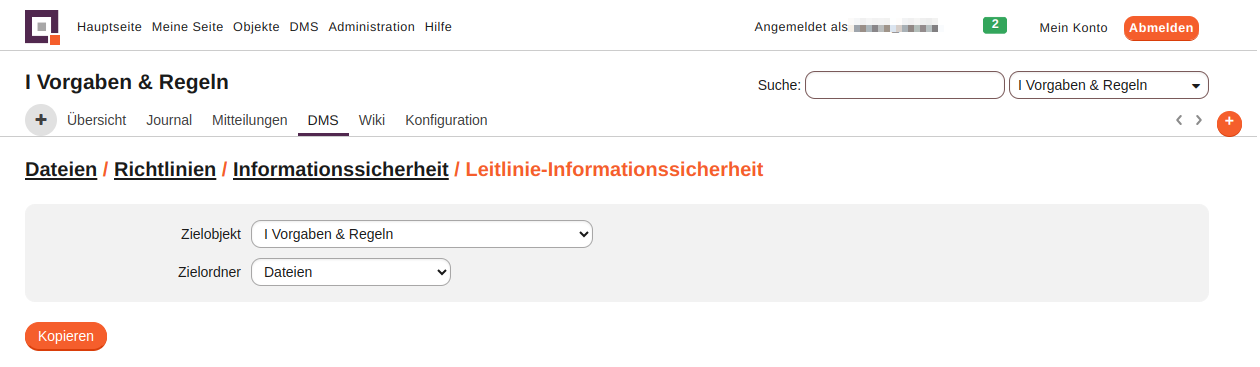 Hauptseite Meine Seite Objekte DMS Administration Hilfe Angemeldet als 2 Mein Konto Abmelden
I Vorgaben & Regeln Suche: I Vorgaben & Regeln
+ Übersicht Journal Mitteilungen DMS Wiki Konfiguration +
Dateien / Richtlinien / Informationssicherheit / Leitlinie-Informationssicherheit
Zielobjekt I Vorgaben & Regeln
Zielordner Dateien
Kopieren